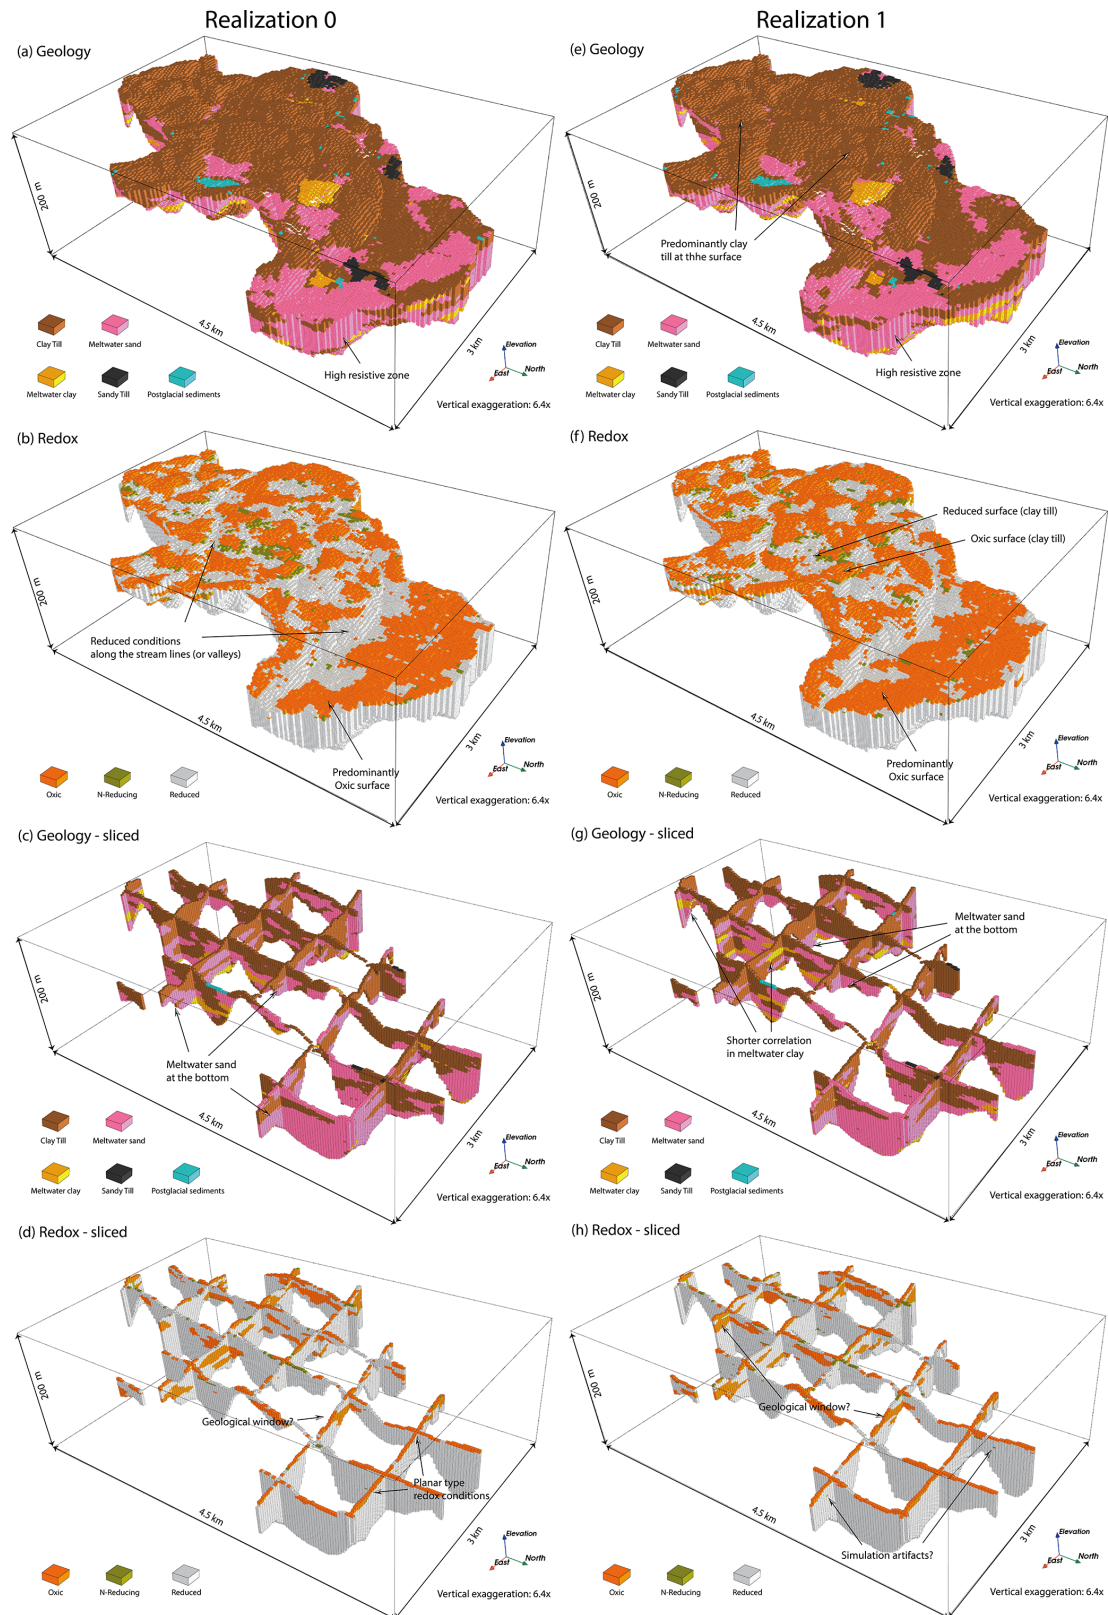 Realization 0
Realization 1
(a) Geology
200 m
4.5 km
3 km
High resistive zone
Clay Till
Meltwater sand
Meltwater clay
Sandy Till
Postglacial sediments
Elevation
East
North
Vertical exaggeration: 6.4x
(e) Geology
200 m
Predominantly clay
till at thhe surface
4.5 km
3 km
High resistive zone
Clay Till
Meltwater sand
Meltwater clay
Sandy Till
Postglacial sediments
Elevation
East
North
Vertical exaggeration: 6.4x
(b) Redox
200 m
Reduced conditions
along the stream lines (or valleys)
4.5 km
3 km
Predominantly
Oxic surface
Oxic
N-Reducing
Reduced
Elevation
East
North
Vertical exaggeration: 6.4x
(f) Redox
Reduced surface (clay till)
Oxic surface (clay till)
200 m
4.5 km
3 km
Predominantly
Oxic surface
Oxic
N-Reducing
Reduced
Elevation
East
North
Vertical exaggeration: 6.4x
(c) Geology - sliced
200 m
Meltwater sand
at the bottom
4.5 km
3 km
Clay Till
Meltwater sand
Meltwater clay
Sandy Till
Postglacial sediments
Elevation
East
North
Vertical exaggeration: 6.4x
(g) Geology - sliced
Meltwater sand
at the bottom
200 m
Shorter correlation
in meltwater clay
4.5 km
3 km
Clay Till
Meltwater sand
Meltwater clay
Sandy Till
Postglacial sediments
Elevation
East
North
Vertical exaggeration: 6.4x
(d) Redox - sliced
200 m
Geological window?
Planar type
redox conditions
4.5 km
3 km
Oxic
N-Reducing
Reduced
Elevation
East
North
Vertical exaggeration: 6.4x
(h) Redox - sliced
200 m
Geological window?
4.5 km
3 km
Simulation artifacts?
Oxic
N-Reducing
Reduced
Elevation
East
North
Vertical exaggeration: 6.4x